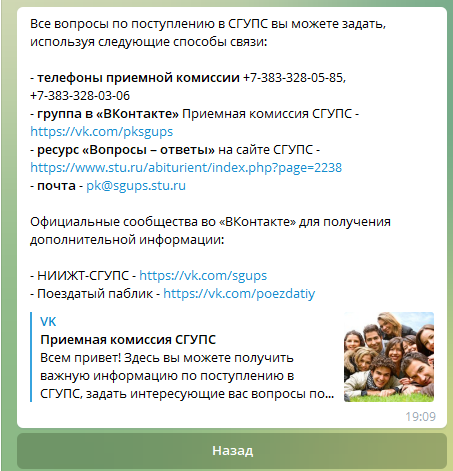 Все вопросы по поступлению в СГУПС вы можете задать,
используя следующие способы связи:
- телефоны приемной комиссии +7-383-328-05-85,
+7-383-328-03-06
- группа в «ВКонтакте» Приемная комиссия СГУПС -
https://vk.com/pksgups
- ресурс «Вопросы – ответы» на сайте СГУПС -
https://www.stu.ru/abiturient/index.php?page=2238
- почта - pk@sgups.stu.ru
Официальные сообщества во «ВКонтакте» для получения
дополнительной информации:
- НИИЖТ-СГУПС - https://vk.com/sgups
- Поездатый паблик - https://vk.com/poezdatiy
VK
Приемная комиссия СГУПС
Всем привет! Здесь вы можете получить
важную информацию по поступлению в
СГУПС, задать интересующие вас вопросы по...
19:09
Назад